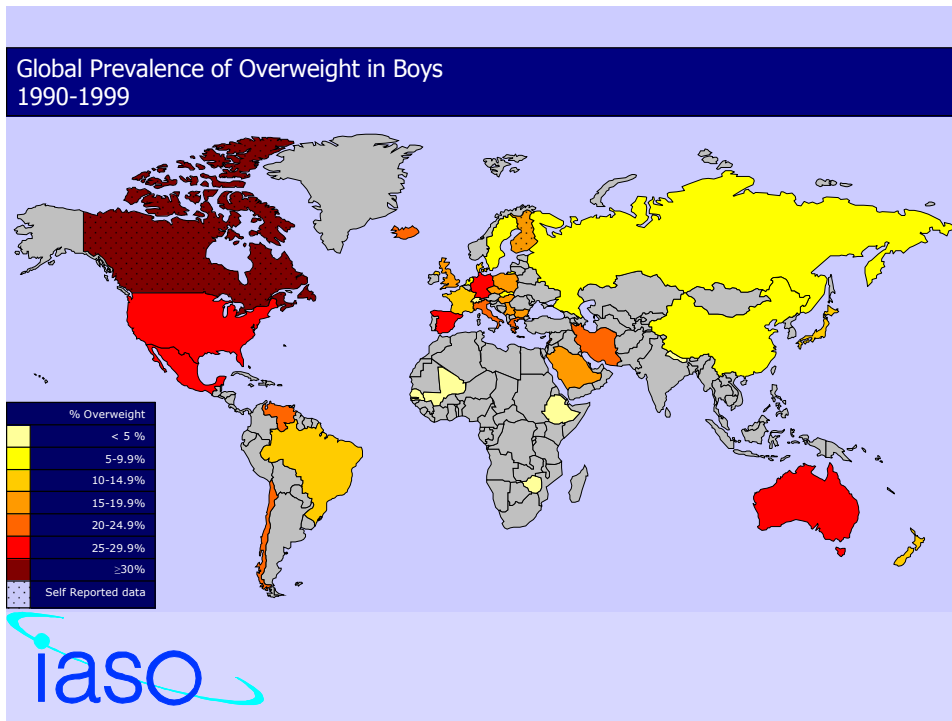 Global Prevalence of Overweight in Boys
1990-1999
% Overweight
< 5 %
5-9.9%
10-14.9%
15-19.9%
20-24.9%
25-29.9%
≥30%
Self Reported data
iaso